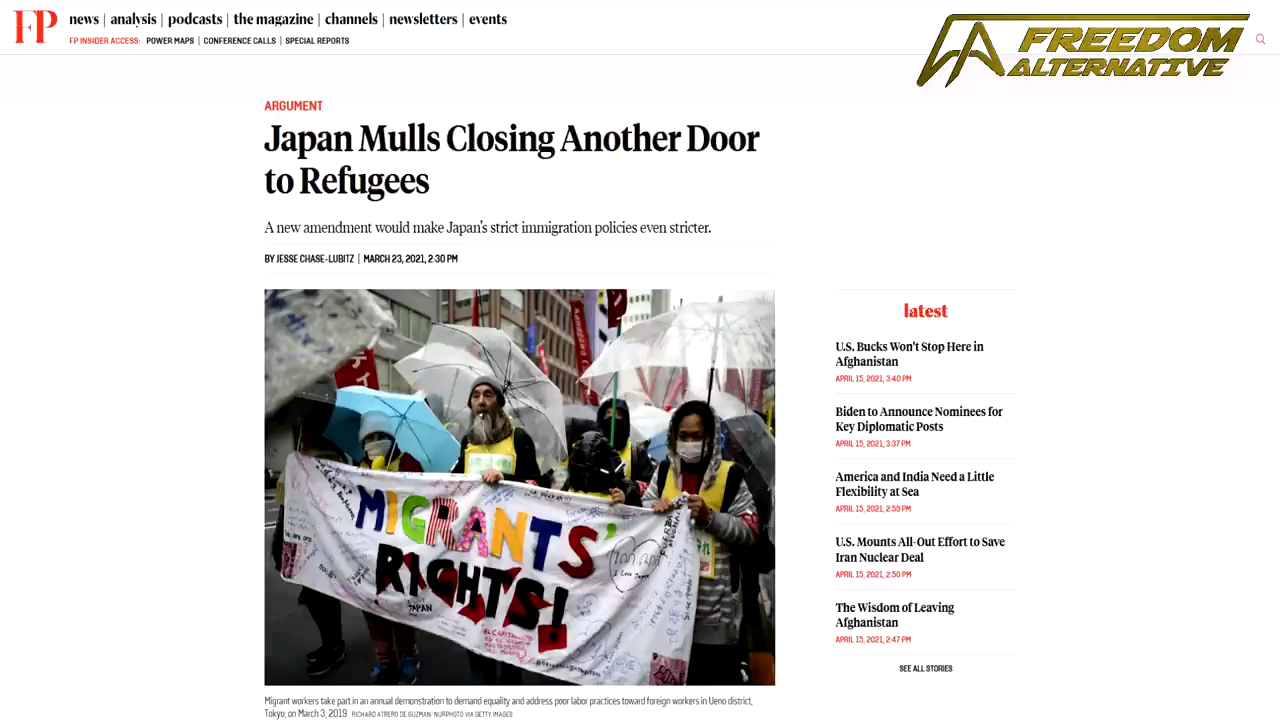 FP
news | analysis | podcasts | the magazine | channels | newsletters | events
FP INSIDER ACCESS: POWER MAPS | CONFERENCE CALLS | SPECIAL REPORTS
FREEDOM
ALTERNATIVE
ARGUMENT
Japan Mulls Closing Another Door
to Refugees
A new amendment would make Japan's strict immigration policies even stricter.
BY JESSE CHASE-LUBITZ | MARCH 23, 2021, 2:30 PM
MIGRANTS'
RIGHTS!
JAPAN
I Love Japan
latest
U.S. Bucks Won't Stop Here in
Afghanistan
APRIL 15, 2021, 3:40 PM
Biden to Announce Nominees for
Key Diplomatic Posts
APRIL 15, 2021, 3:37 PM
America and India Need a Little
Flexibility at Sea
APRIL 15, 2021, 2:59 PM
U.S. Mounts All-Out Effort to Save
Iran Nuclear Deal
APRIL 15, 2021, 2:50 PM
The Wisdom of Leaving
Afghanistan
APRIL 15, 2021, 2:47 PM
SEE ALL STORIES
Migrant workers take part in an annual demonstration to demand equality and address poor labor practices toward foreign workers in Ueno district,
Tokyo, on March 3, 2019 RICHARD ATRERO DE GUZMAN/NURPHOTO VIA GETTY IMAGES